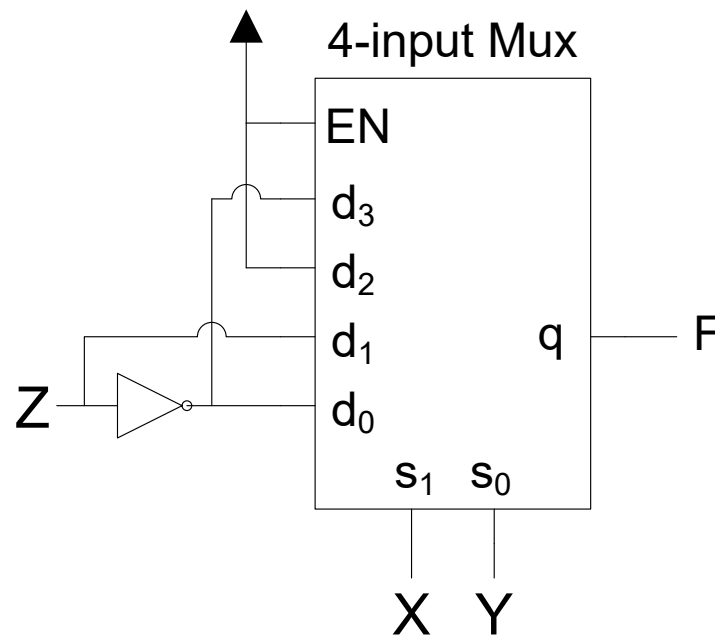 4-input Mux
EN
d₃
d₂
d₁
q
F
Z
d₀
s₁ s₀
X Y